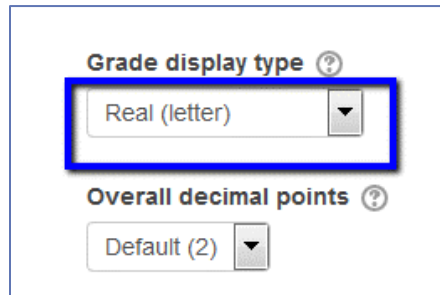 Grade display type ?
Real (letter)
Overall decimal points ?
Default (2)